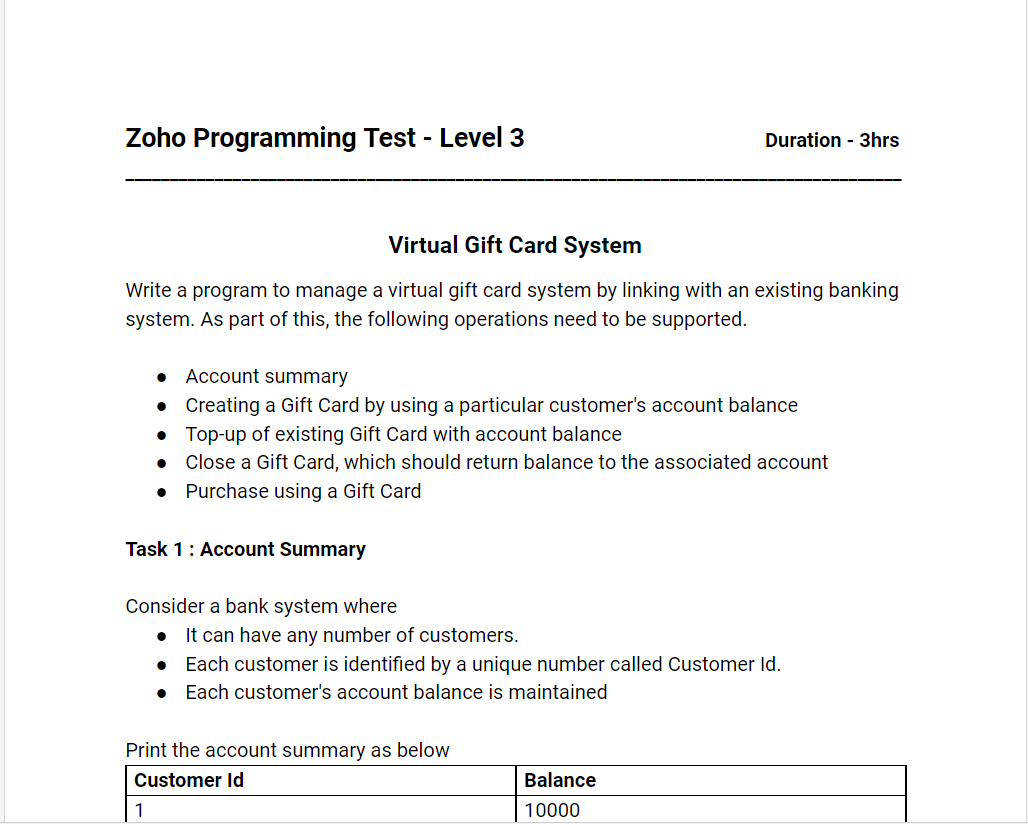 Zoho Programming Test - Level 3 Duration - 3hrs
Virtual Gift Card System
Write a program to manage a virtual gift card system by linking with an existing banking
system. As part of this, the following operations need to be supported.
● Account summary
● Creating a Gift Card by using a particular customer's account balance
● Top-up of existing Gift Card with account balance
● Close a Gift Card, which should return balance to the associated account
● Purchase using a Gift Card
Task 1 : Account Summary
Consider a bank system where
● It can have any number of customers.
● Each customer is identified by a unique number called Customer Id.
● Each customer's account balance is maintained
Print the account summary as below
Customer Id Balance
1 10000